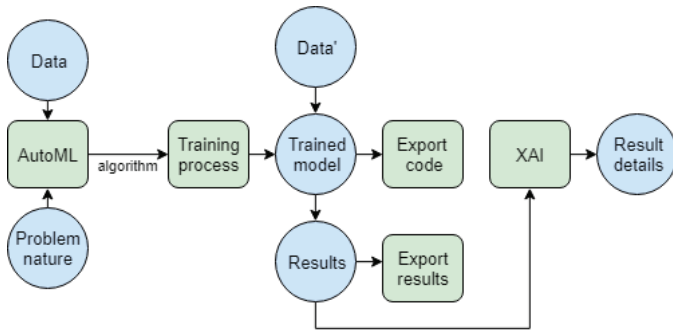 Data
Data'
AutoML
algorithm
Training
process
Trained
model
Export
code
XAI
Result
details
Problem
nature
Results
Export
results